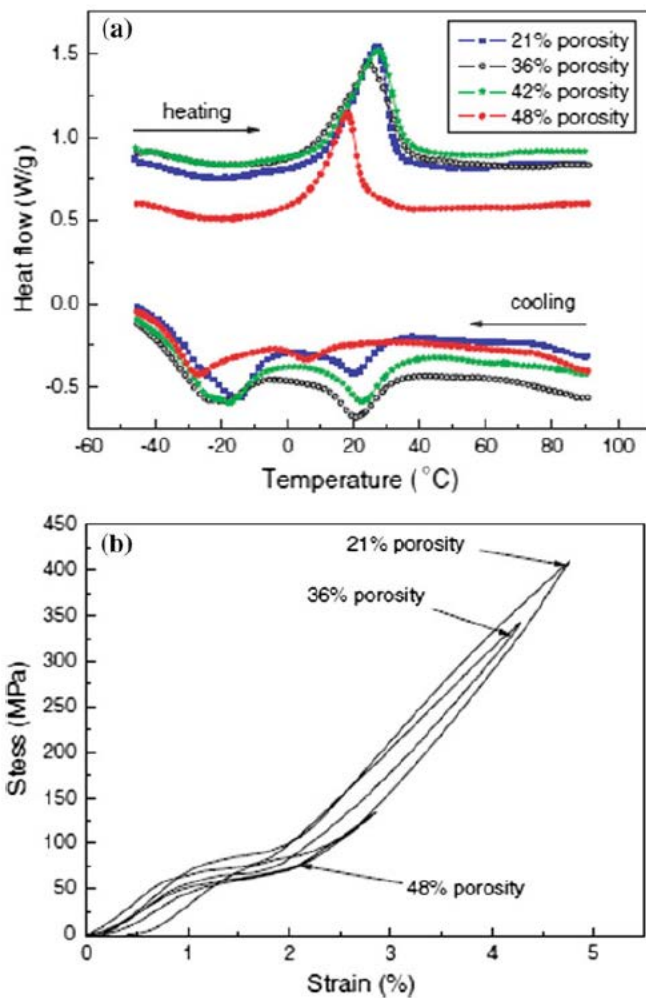 (a)
1.5
1.0
0.5
0.0
-0.5
Heat flow (W/g)
21% porosity
36% porosity
42% porosity
48% porosity
heating
cooling
-60 -40 -20 0 20 40 60 80 100
Temperature (°C)
(b)
450
400
350
300
250
200
150
100
50
0
Stess (MPa)
21% porosity
36% porosity
48% porosity
0 1 2 3 4 5
Strain (%)